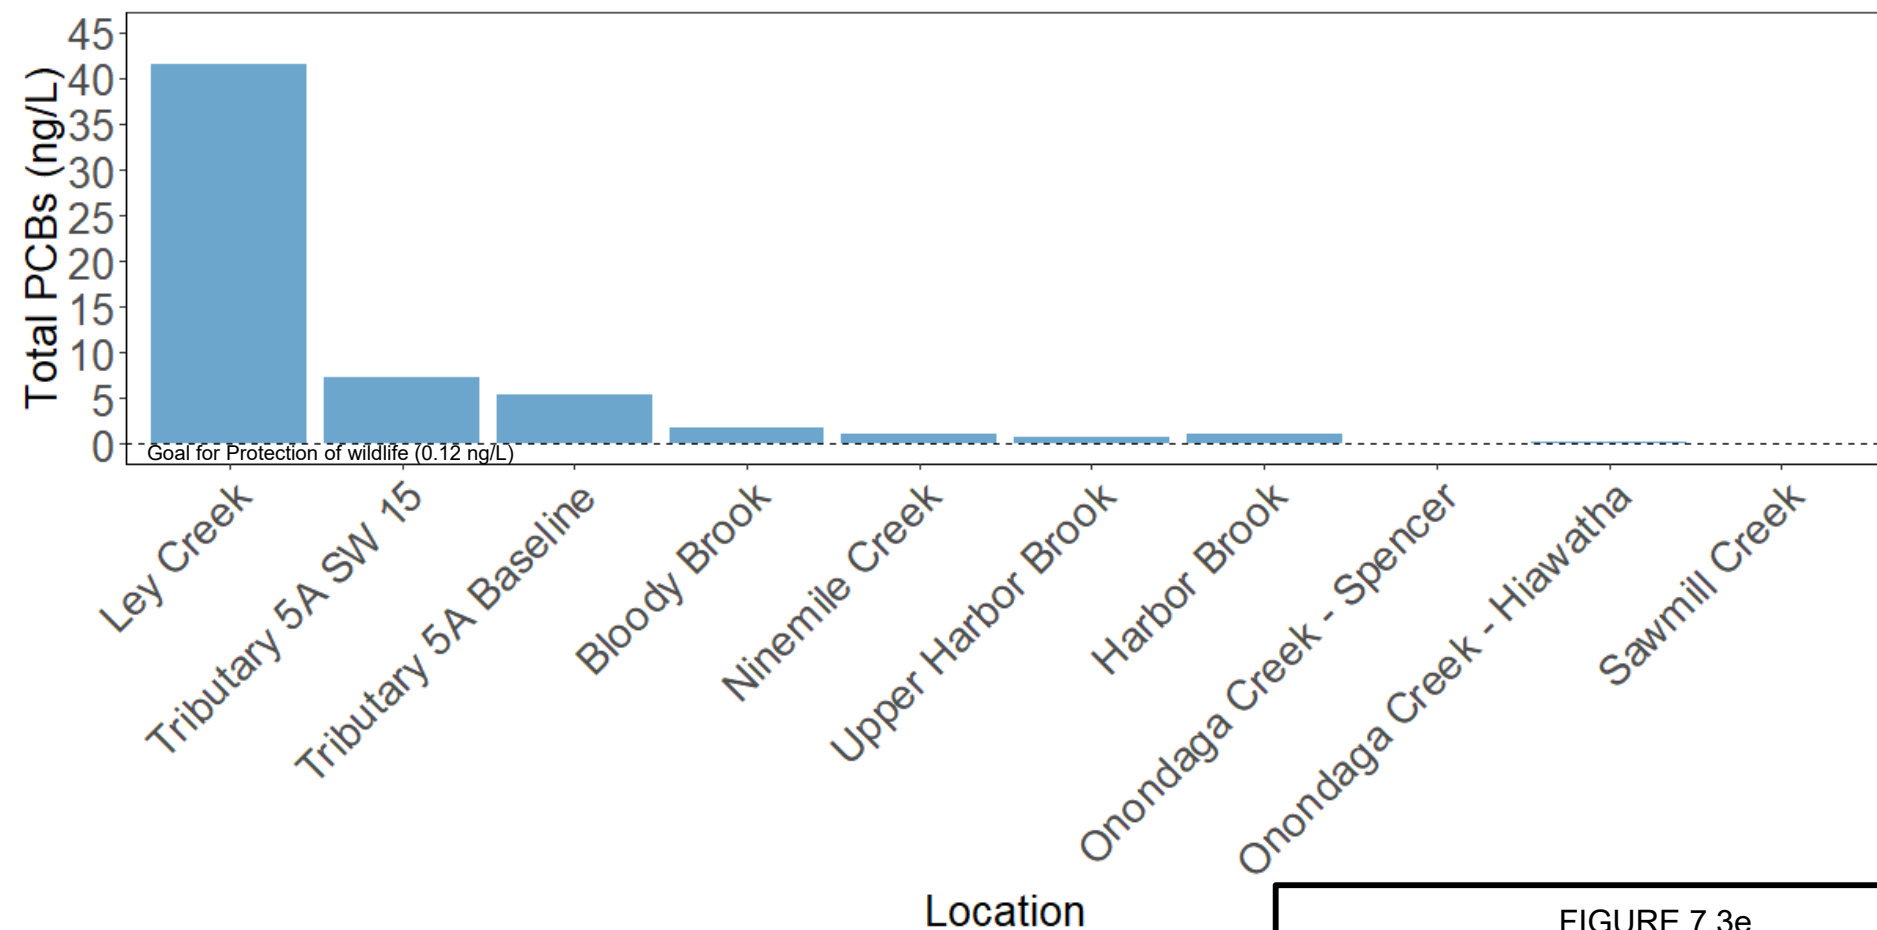 Total PCBs (ng/L)
45
40
35
30
25
20
15
10
5
0
Goal for Protection of wildlife (0.12 ng/L)
Ley Creek
Tributary 5A SW 15
Tributary 5A Baseline
Bloody Brook
Ninemile Creek
Upper Harbor Brook
Harbor Brook
Onondaga Creek - Spencer
Onondaga Creek - Hiawatha
Sawmill Creek
Location
FIGURE 7.3e